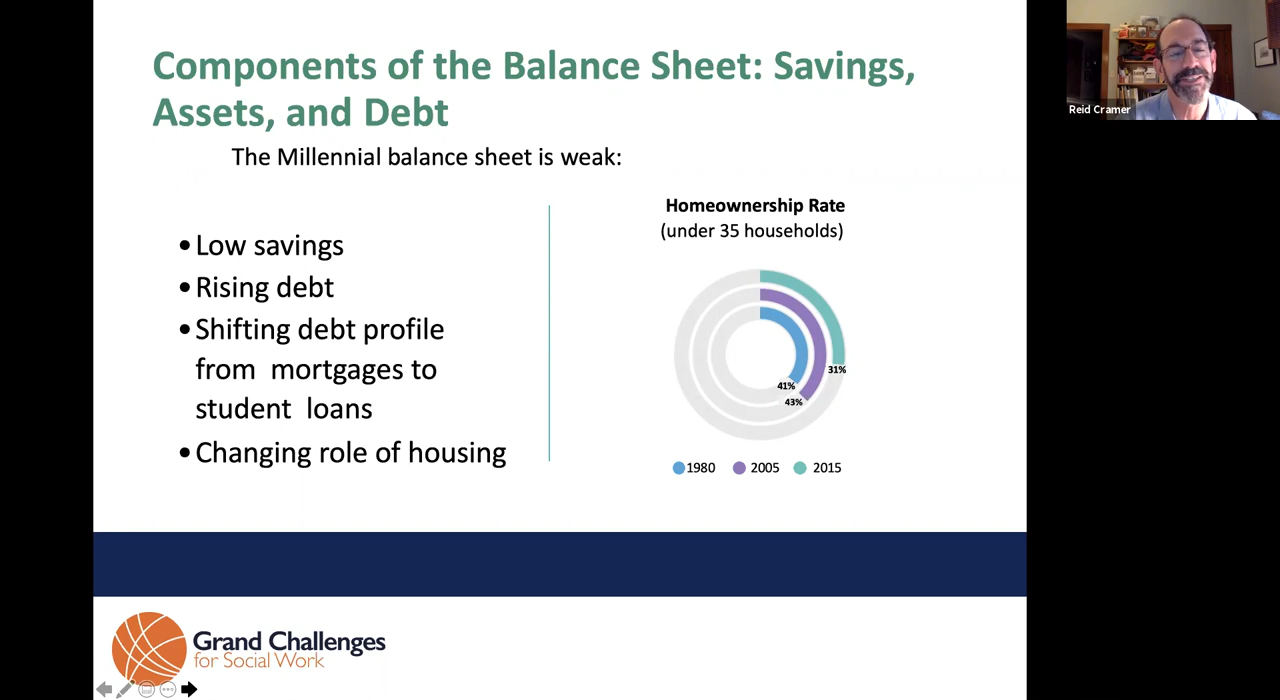 Components of the Balance Sheet: Savings,
Assets, and Debt
The Millennial balance sheet is weak:
• Low savings
• Rising debt
• Shifting debt profile
from mortgages to
student loans
• Changing role of housing
Homeownership Rate
(under 35 households)
31%
41%
43%
1980
2005
2015
Grand Challenges
for Social Work
Reid Cramer